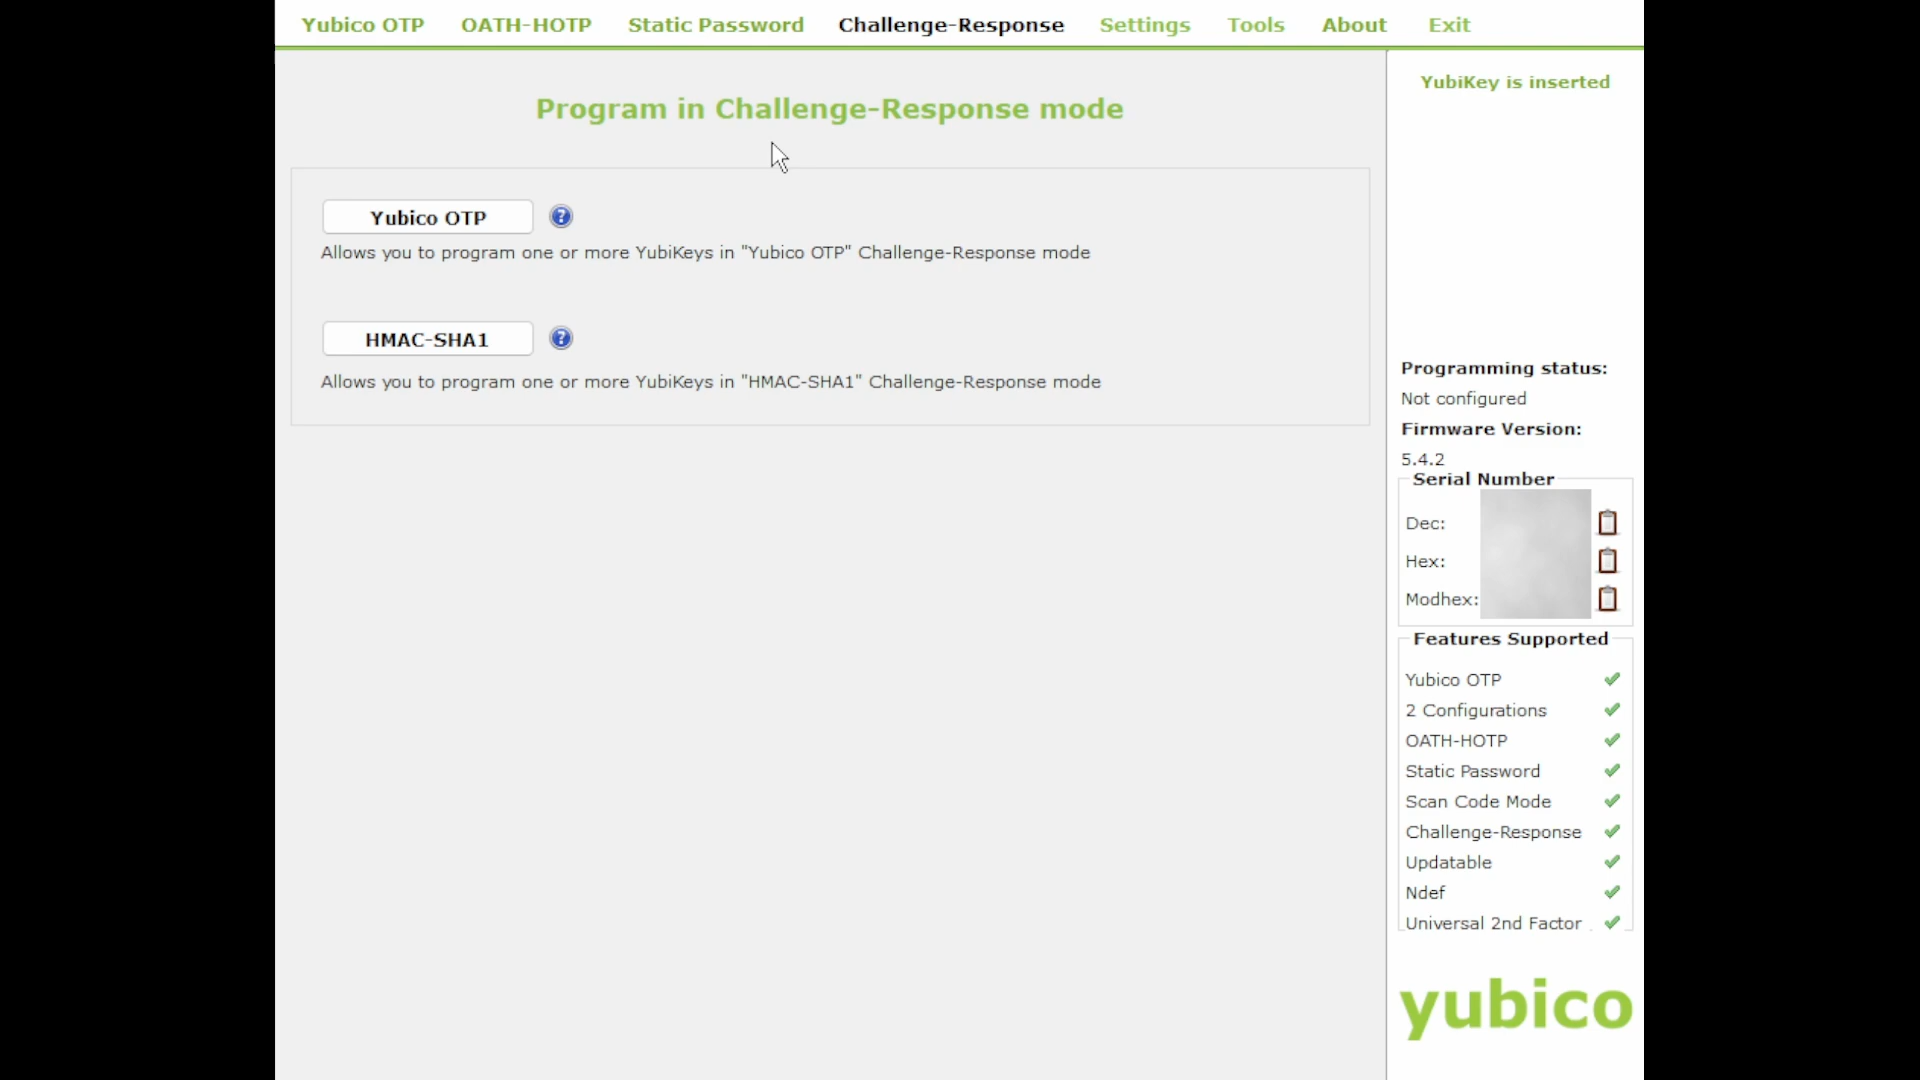 Yubico OTP OATH-HOTP Static Password Challenge-Response Settings Tools About Exit
Program in Challenge-Response mode
Yubico OTP
Allows you to program one or more YubiKeys in "Yubico OTP" Challenge-Response mode
HMAC-SHA1
Allows you to program one or more YubiKeys in "HMAC-SHA1" Challenge-Response mode
YubiKey is inserted
Programming status:
Not configured
Firmware Version:
5.4.2
Serial Number
Dec:
Hex:
Modhex:
Features Supported
Yubico OTP
2 Configurations
OATH-HOTP
Static Password
Scan Code Mode
Challenge-Response
Updatable
Ndef
Universal 2nd Factor
yubico